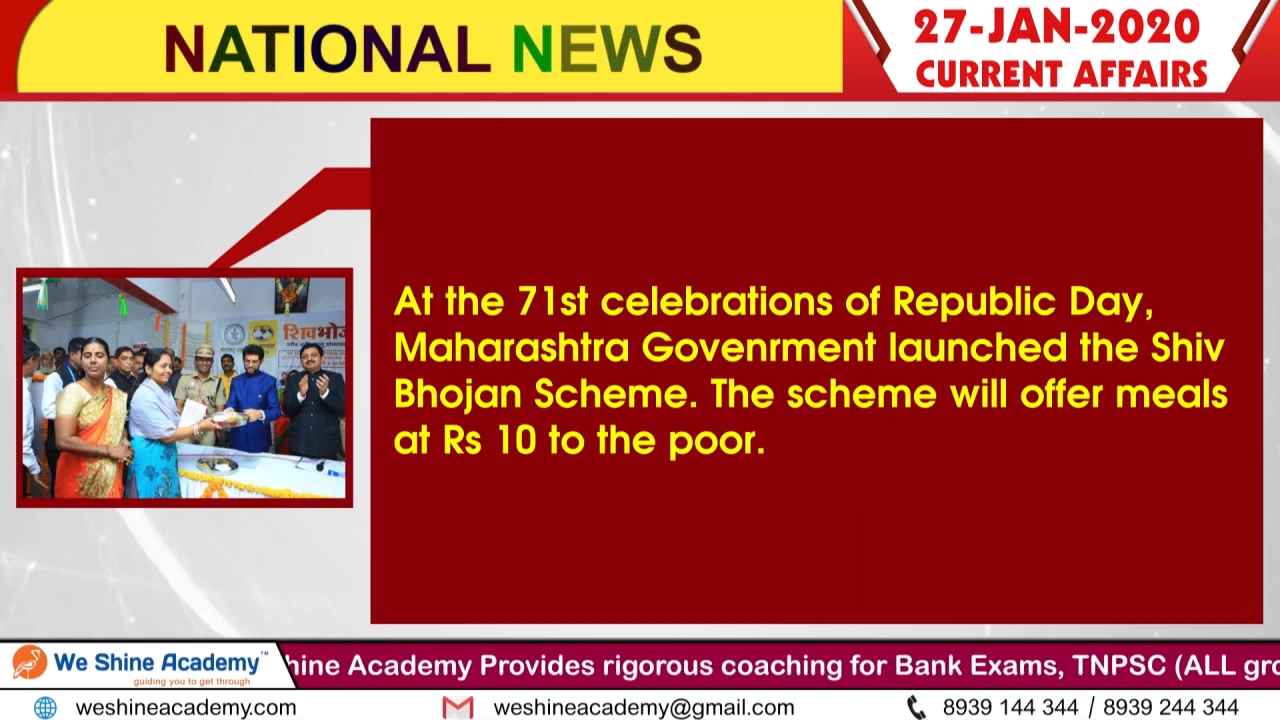 NATIONAL NEWS
27-JAN-2020
CURRENT AFFAIRS
At the 71st celebrations of Republic Day,
Maharashtra Govenrment launched the Shiv
Bhojan Scheme. The scheme will offer meals
at Rs 10 to the poor.
शिवभोज
We Shine Academy™
guiding you to get through
hine Academy Provides rigorous coaching for Bank Exams, TNPSC (ALL gro
weshineacademy.com
weshineacademy@gmail.com
8939 144 344 / 8939 244 344